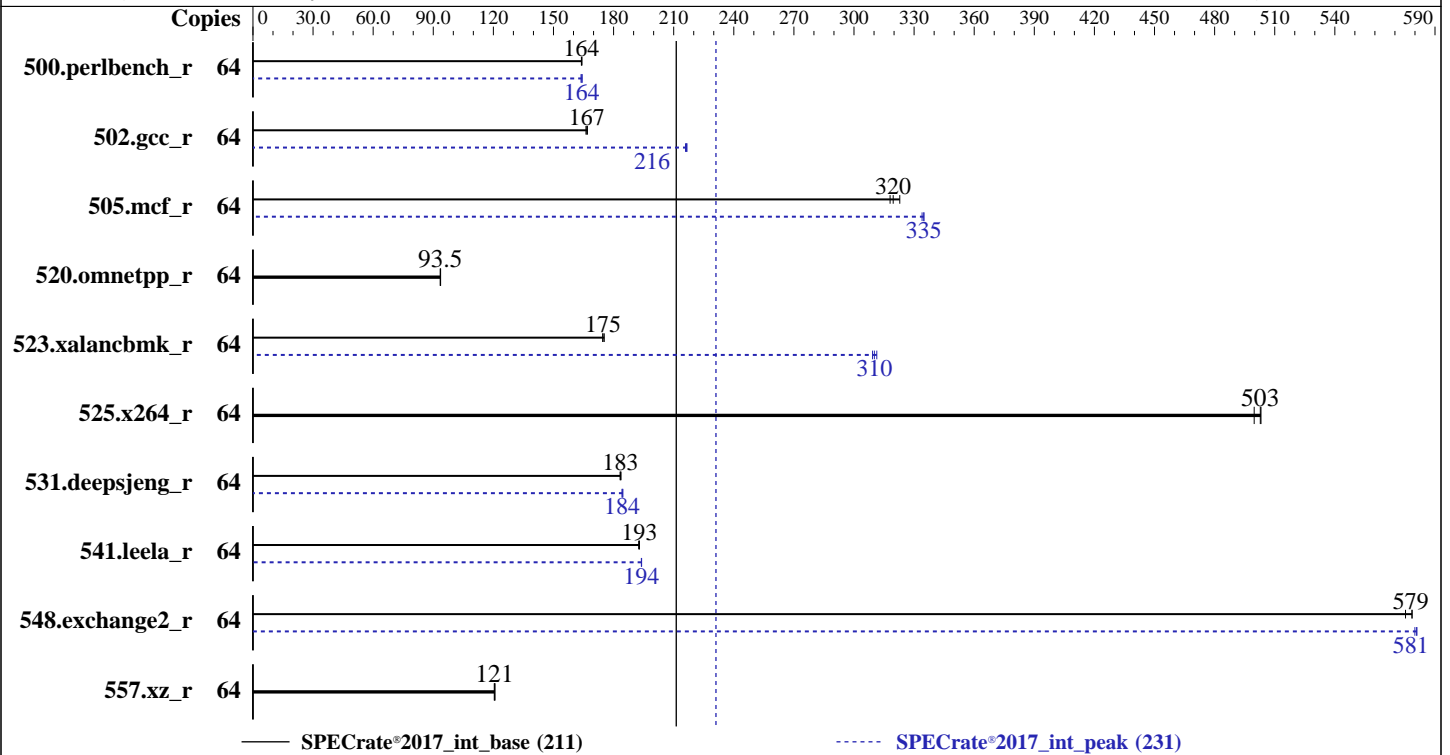 Copies 0 30.0 60.0 90.0 120 150 180 210 240 270 300 330 360 390 420 450 480 510 540 590
164
500.perlbench_r 64
164
167
502.gcc_r 64
216
320
505.mcf_r 64
335
93.5
520.omnetpp_r 64
175
523.xalancbmk_r 64
310
503
525.x264_r 64
183
531.deepsjeng_r 64
184
193
541.leela_r 64
194
579
548.exchange2_r 64
581
121
557.xz_r 64
SPECrate®2017_int_base (211) SPECrate®2017_int_peak (231)